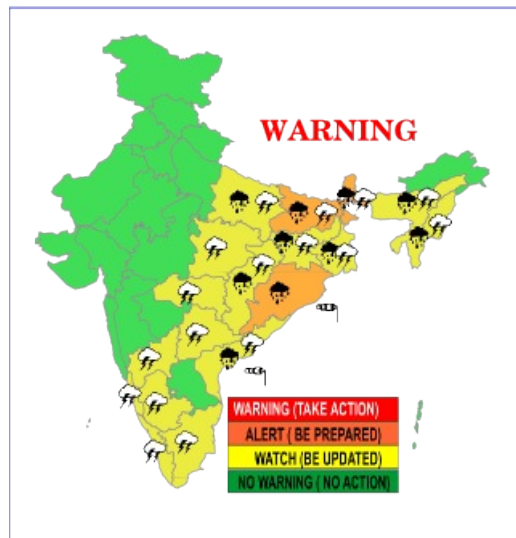 WARNING
WARNING (TAKE ACTION)
ALERT ( BE PREPARED)
WATCH (BE UPDATED)
NO WARNING ( NO ACTION)